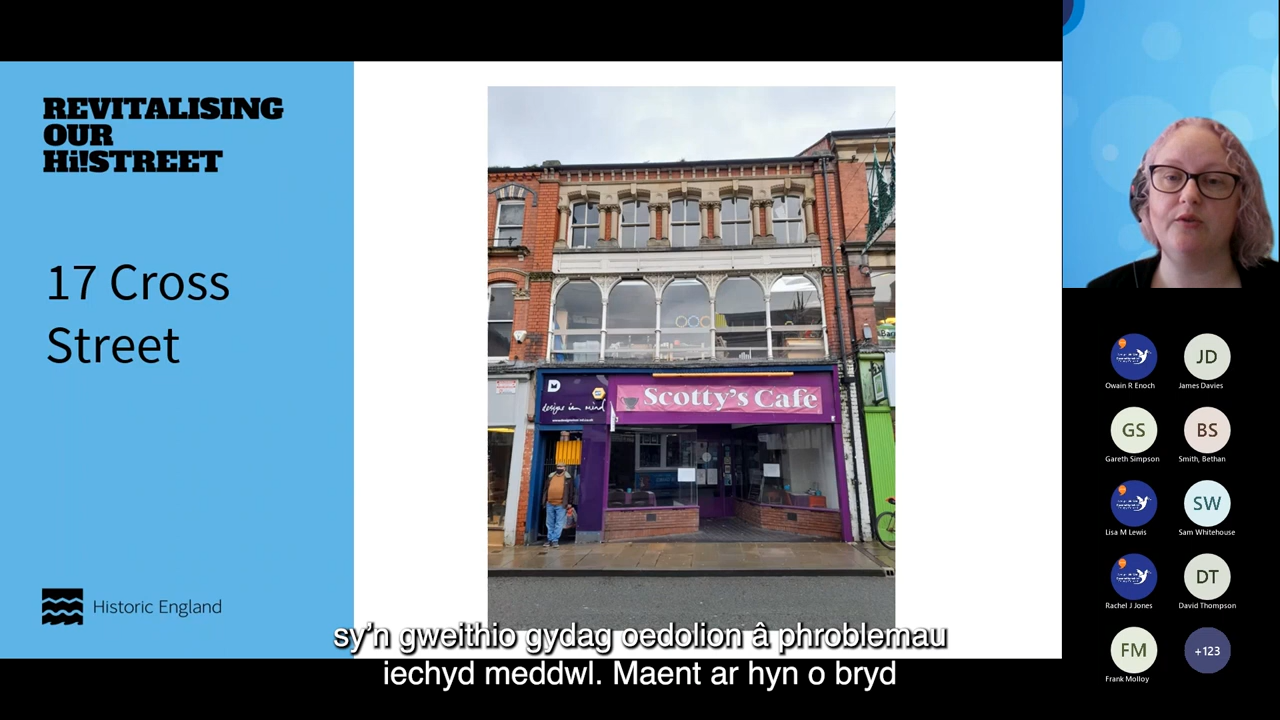 REVITALISING
OUR
Hi!STREET
17 Cross
Street
Historic England
Scotty's Cafe
designs in mind
sy'n gweithio gydag oedolion â phroblemau
iechyd meddwl. Maent ar hyn o bryd
Owain R Enoch
JD
James Davies
GS
Gareth Simpson
BS
Smith, Bethan
Lisa M Lewis
SW
Sam Whitehouse
Rachel J Jones
DT
David Thompson
FM
Frank Molloy
+123